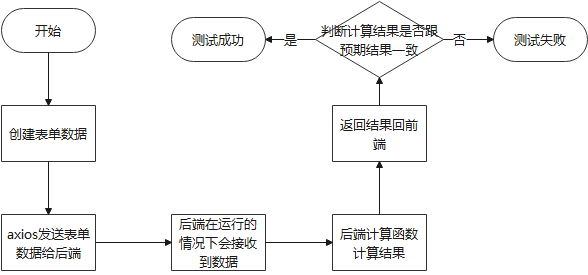 开始
创建表单数据
axios发送表单
数据给后端
后端在运行的
情况下会接收
到数据
后端计算函数
计算结果
返回结果回前
端
判断计算结果是否跟
预期结果一致
是
测试成功
否
测试失败